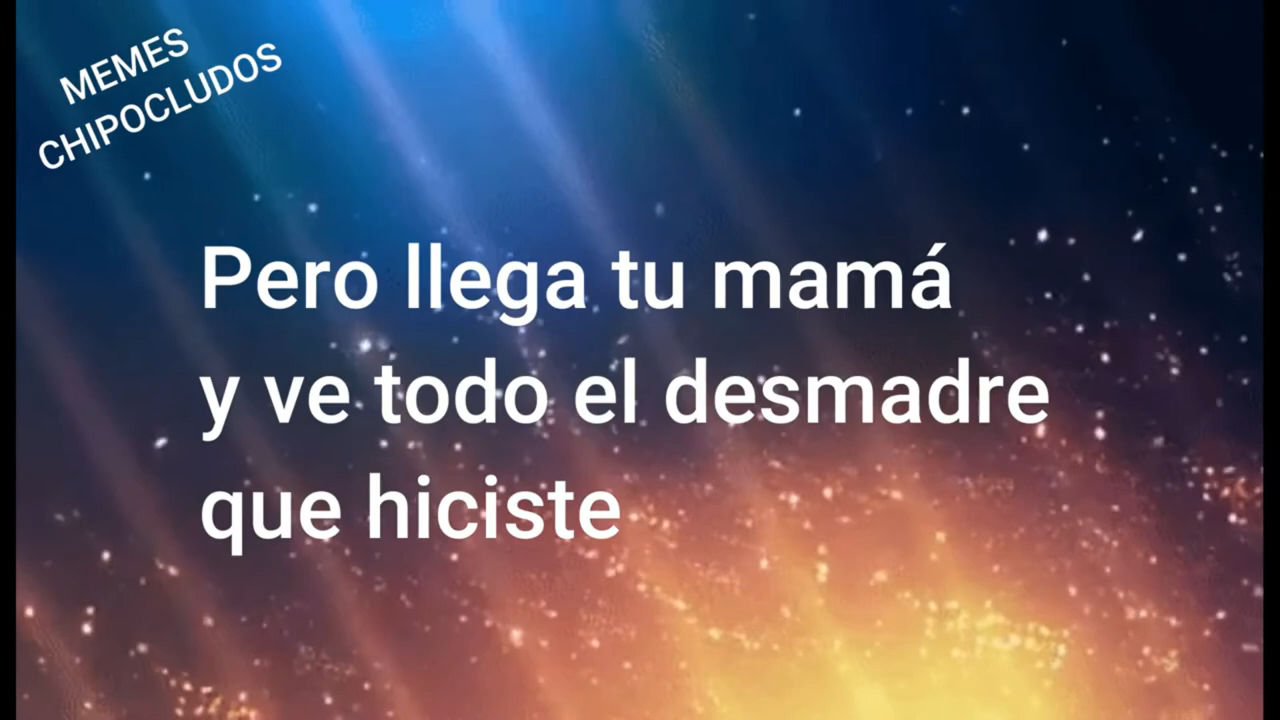 MEMES
CHIPOCLUDOS
Pero llega tu mamá
y ve todo el desmadre
que hiciste